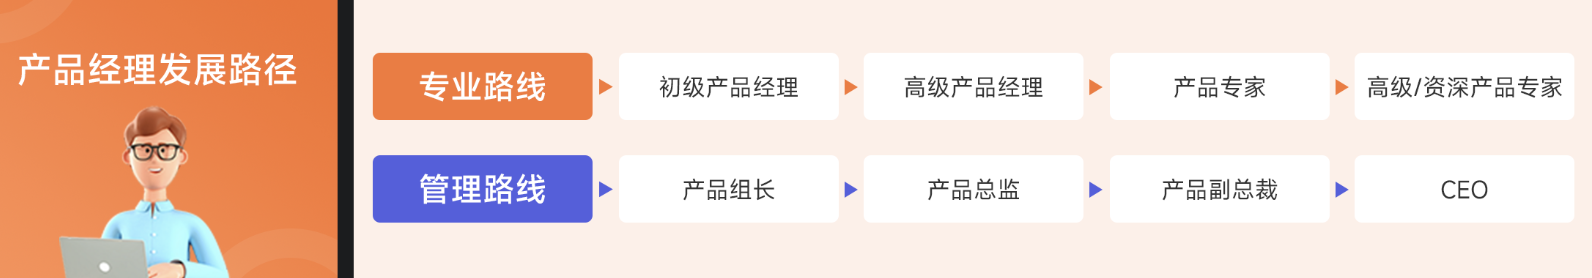 产品经理发展路径
专业路线
初级产品经理
高级产品经理
产品专家
高级/资深产品专家
管理路线
产品组长
产品总监
产品副总裁
CEO